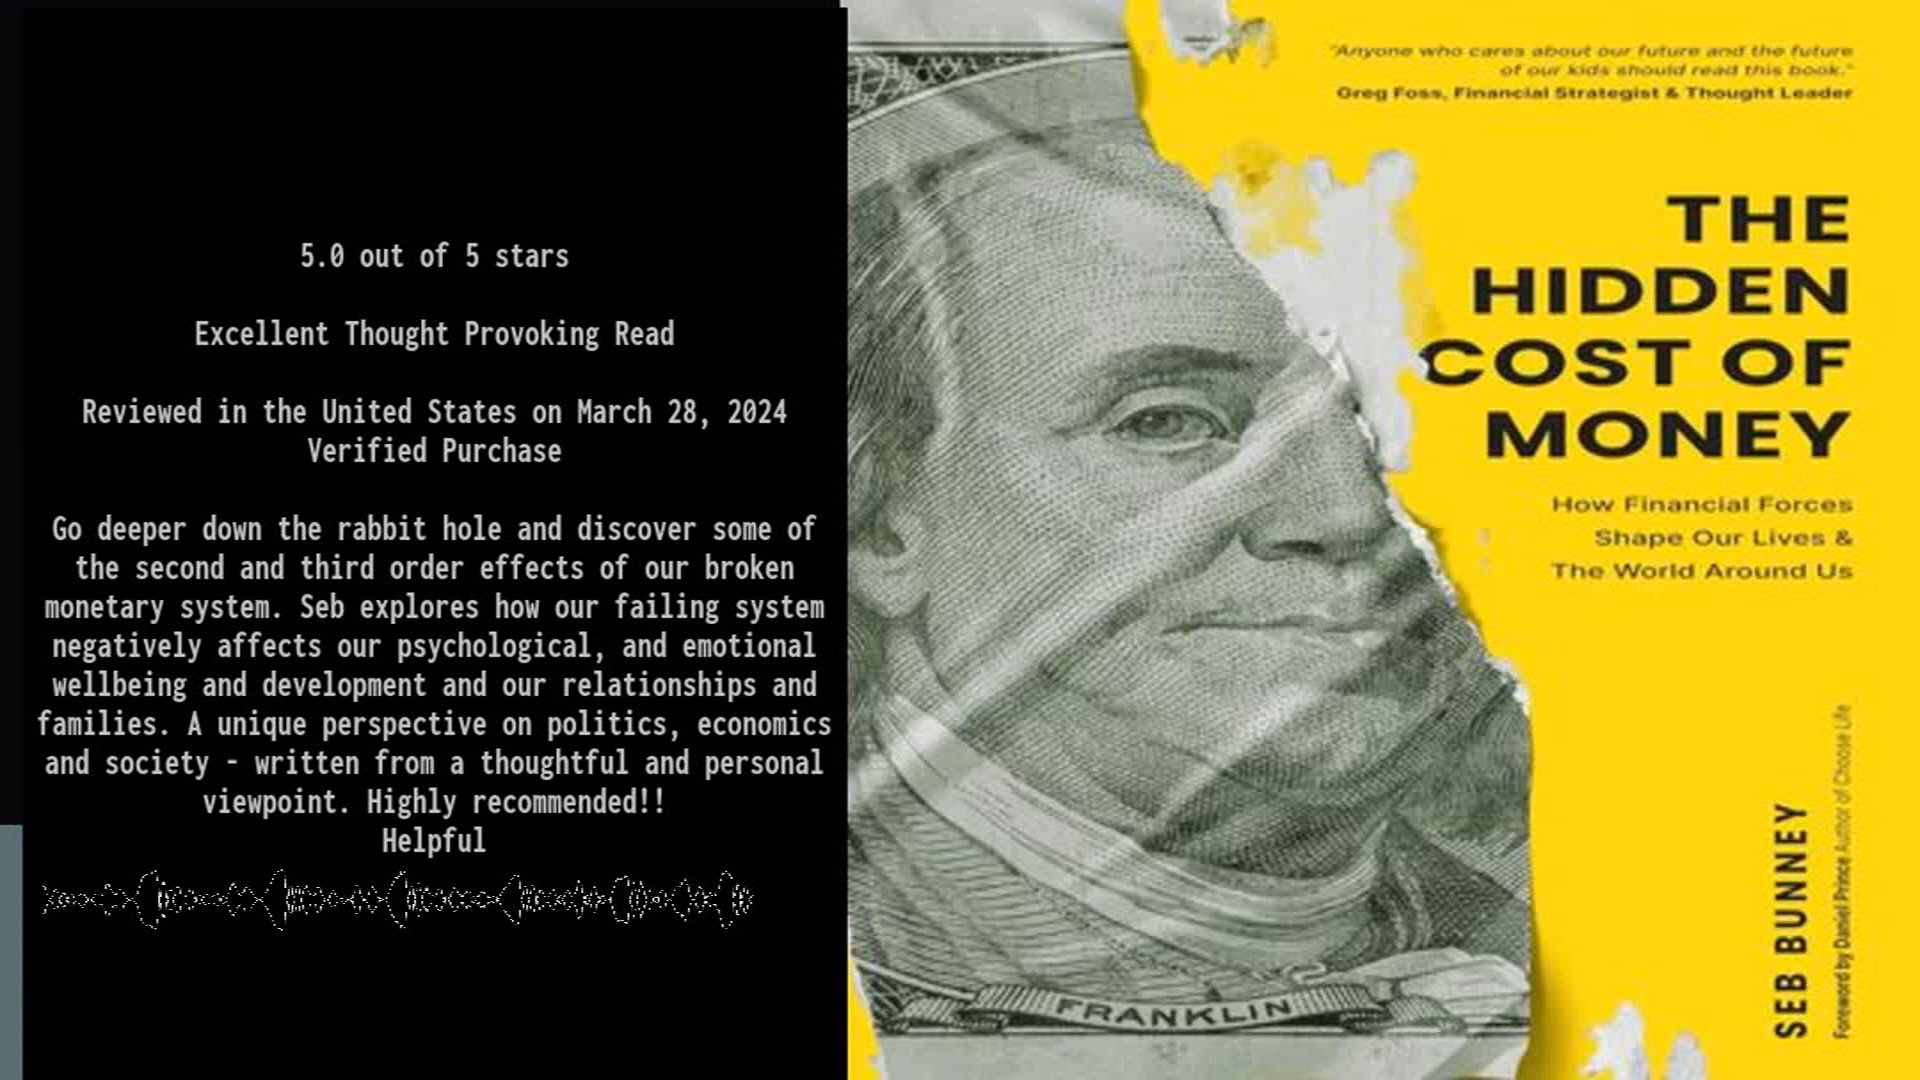 5.0 out of 5 stars
Excellent Thought Provoking Read
Reviewed in the United States on March 28, 2024
Verified Purchase
Go deeper down the rabbit hole and discover some of
the second and third order effects of our broken
monetary system. Seb explores how our failing system
negatively affects our psychological, and emotional
wellbeing and development and our relationships and
families. A unique perspective on politics, economics
and society - written from a thoughtful and personal
viewpoint. Highly recommended!!
Helpful
"Anyone who cares about our future and the future
of our kids should read this book."
Greg Foss, Financial Strategist & Thought Leader
THE
HIDDEN
COST OF
MONEY
How Financial Forces
Shape Our Lives &
The World Around Us
SEB BUNNEY
Foreword by Daniel Prince Author of Choose Life
FRANKLIN